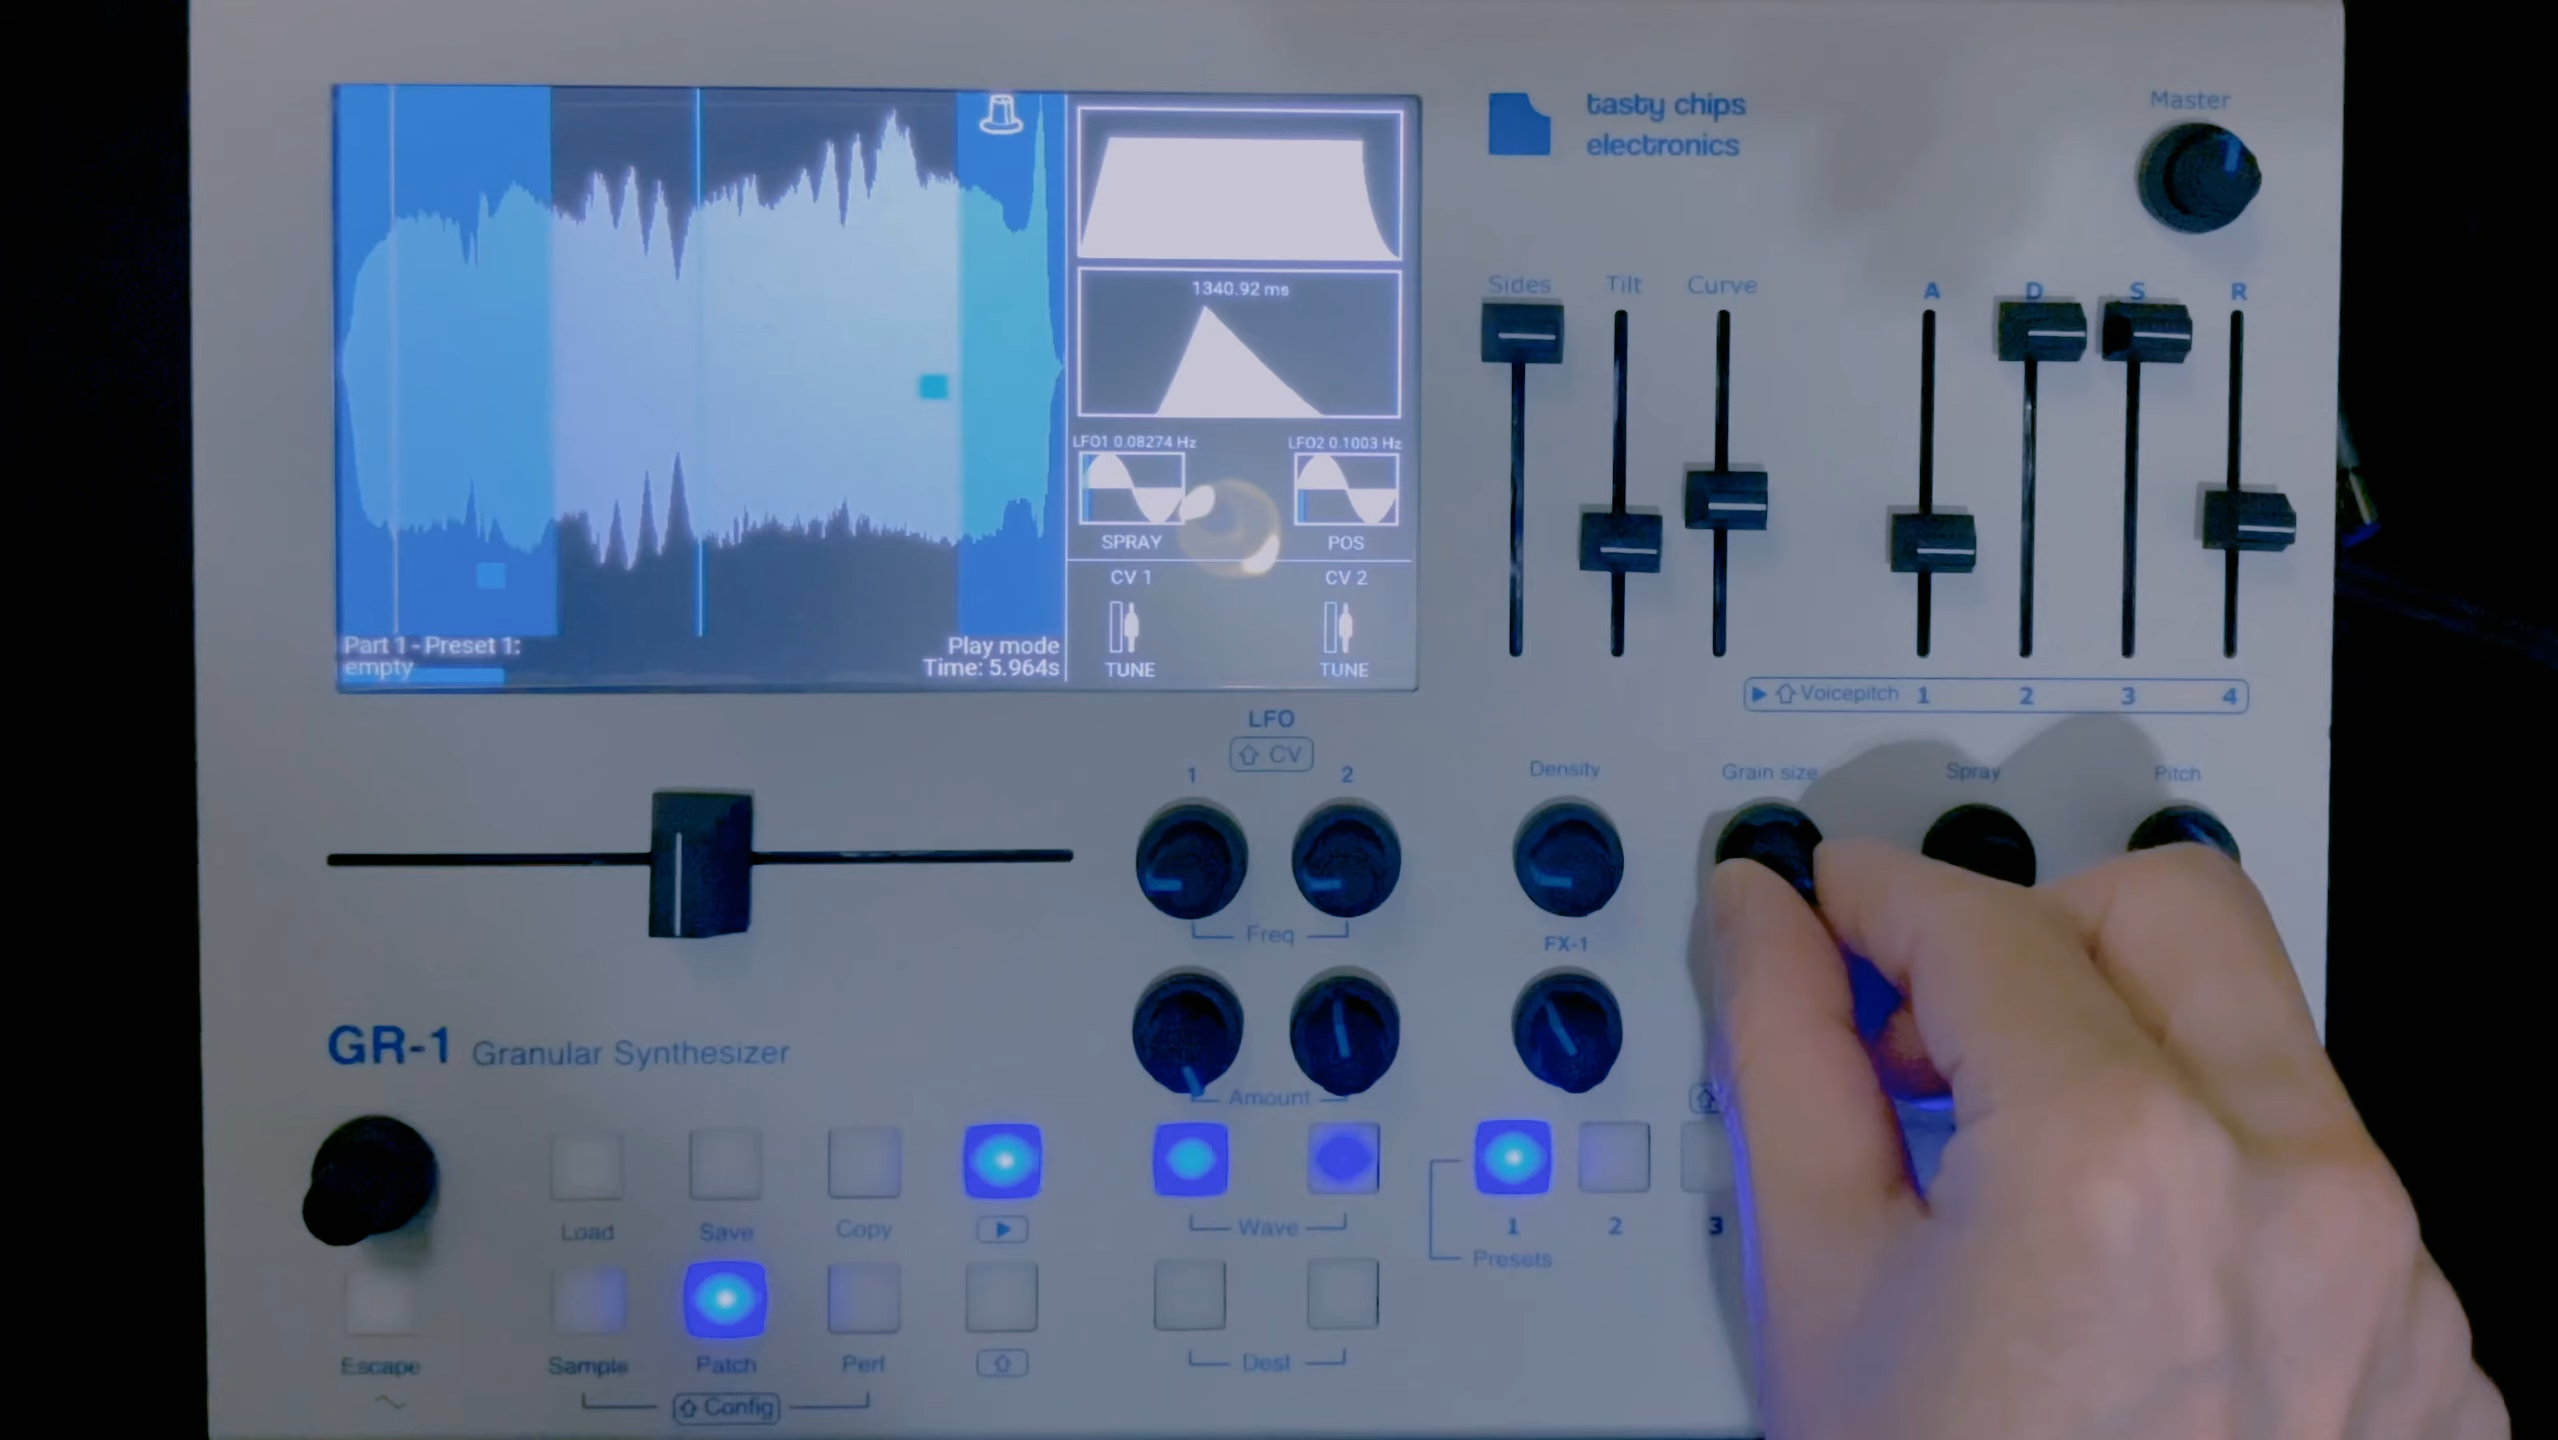 tasty chips
electronics
Master
1340.92 ms
LFO1 0.08274 Hz
LFO2 0.1003 Hz
SPRAY
POS
CV 1
CV 2
TUNE
TUNE
Part 1 - Preset 1:
empty
Play mode
Time: 5.964s
Sides
Tilt
Curve
A
D
S
R
Voicepitch 1 2 3 4
LFO
CV
1
2
Density
Grain size
Spray
Pitch
Freq
FX-1
Amount
GR-1 Granular Synthesizer
Load
Save
Copy
Wave
1
2
3
Presets
Escape
Sample
Patch
Perf
Dest
Config